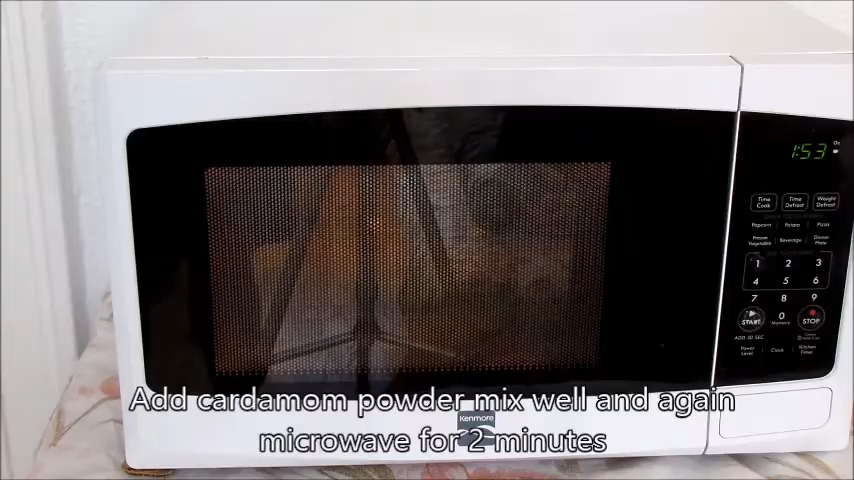 1:53
Time Cook
Time Defrost
Weight Defrost
Popcorn
Potato
Pizza
Frozen Vegetable
Beverage
Dinner Plate
1 2 3
4 5 6
7 8 9
START
0
Memory
STOP
ADD 30 SEC
Power Level
Clock
Kitchen Timer
Add cardamom powder mix well and again
Kenmore
microwave for 2 minutes